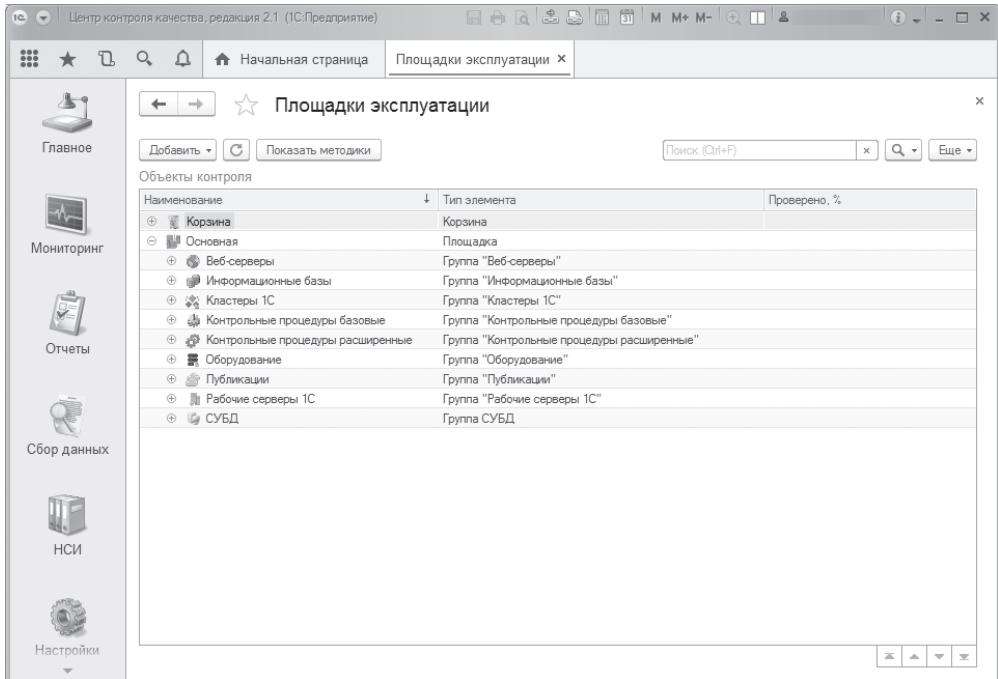 1С Центр контроля качества, редакция 2.1 (1С:Предприятие) 31 M M+ M-
Начальная страница Площадки эксплуатации ×
Главное
Мониторинг
Отчеты
Сбор данных
НСИ
Настройки
Площадки эксплуатации ×
Добавить Показать методики Поиск (Ctrl+F) × Еще
Объекты контроля
Наименование ↓ Тип элемента Проверено, %
Корзина Корзина
Основная Площадка
Веб-серверы Группа "Веб-серверы"
Информационные базы Группа "Информационные базы"
Кластеры 1С Группа "Кластеры 1С"
Контрольные процедуры базовые Группа "Контрольные процедуры базовые"
Контрольные процедуры расширенные Группа "Контрольные процедуры расширенные"
Оборудование Группа "Оборудование"
Публикации Группа "Публикации"
Рабочие серверы 1С Группа "Рабочие серверы 1С"
СУБД Группа СУБД